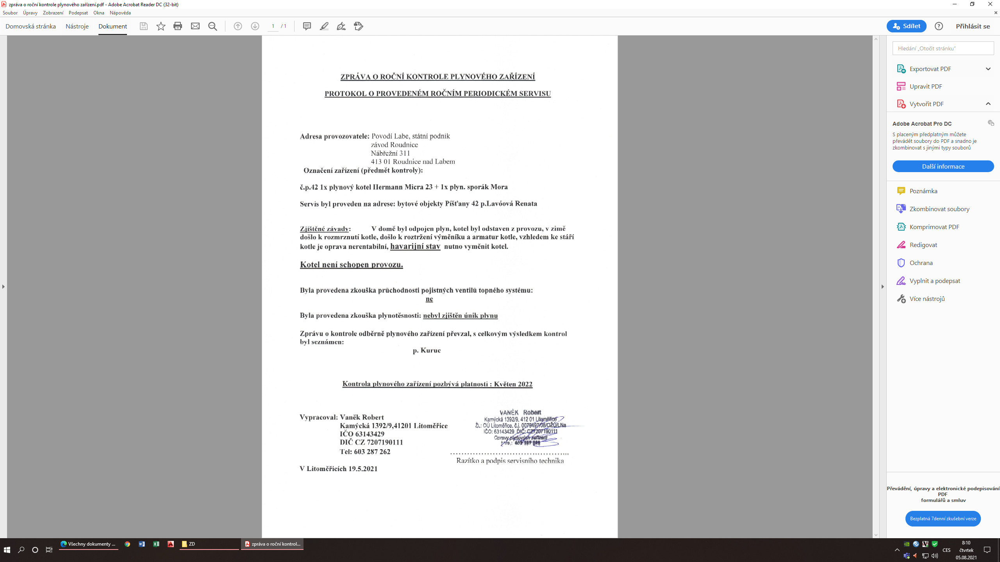 zpráva o roční kontrole plynového zařízení.pdf - Adobe Acrobat Reader DC (32-bit)
Soubor Úpravy Zobrazení Podepsat Okna Nápověda
Domovská stránka Nástroje Dokument 1 / 1 Sdílet Přihlásit se
ZPRÁVA O ROČNÍ KONTROLE PLYNOVÉHO ZAŘÍZENÍ
PROTOKOL O PROVEDENÉM ROČNÍM PERIODICKÉM SERVISU
Adresa provozovatele: Povodí Labe, státní podnik
závod Roudnice
Nábřežní 311
413 01 Roudnice nad Labem
Označení zařízení (předmět kontroly):
č.p.42 1x plynový kotel Hermann Micra 23 + 1x plyn. sporák Mora
Servis byl proveden na adrese: bytové objekty Píšťany 42 p.Lavóová Renata
Zjištěné závady: V domě byl odpojen plyn, kotel byl odstaven z provozu, v zimě
došlo k rozmrznutí kotle, došlo k roztržení výměníku a armatur kotle, vzhledem ke stáří
kotle je oprava nerentabilní, havarijní stav nutno vyměnit kotel.
Kotel není schopen provozu.
Byla provedena zkouška průchodnosti pojistných ventilů topného systému:
ne
Byla provedena zkouška plynotěsnosti: nebyl zjištěn únik plynu
Zprávu o kontrole odběrně plynového zařízení převzal, s celkovým výsledkem kontrol
byl seznámen:
p. Kuruc
Kontrola plynového zařízení pozbývá platnosti : Květen 2022
Vypracoval: Vaněk Robert
Kamýcká 1392/9,41201 Litoměřice
IČO 63143429
DIČ CZ 7207190111
Tel: 603 287 262
V Litoměřicích 19.5.2021
VANĚK Robert
Kamýcká 1392/9, 412 01 Litoměřice
ŽL: OÚ Litoměřice, č.j. 0079497/08/OŽÚ/LNa
IČO: 63143429 DIČ: CZ7207190111
Opravy plynových zařízení
Razítko a podpis servisního technika
Hledání „Otočit stránku“
Exportovat PDF
Upravit PDF
Vytvořit PDF
Adobe Acrobat Pro DC
S placeným předplatným můžete
převádět soubory do PDF a snadno je
zkombinovat s jinými typy souborů
Další informace
Poznámka
Zkombinovat soubory
Komprimovat PDF
Redigovat
Ochrana
Vyplnit a podepsat
Více nástrojů
Převádění, úpravy a elektronické podepisování
PDF
formulářů a smluv
Bezplatná 7denní zkušební verze
Všechny dokumenty ... ZD zpráva o roční kontrol...
CES
8:10
čtvrtek
05.08.2021